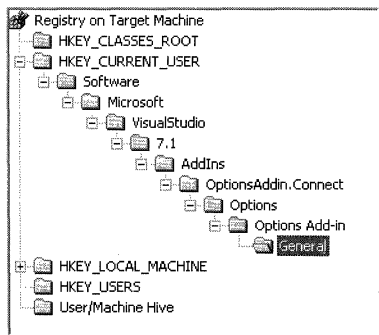 Registry on Target Machine
HKEY_CLASSES_ROOT
HKEY_CURRENT_USER
Software
Microsoft
VisualStudio
7.1
AddIns
OptionsAddin.Connect
Options
Options Add-in
General
HKEY_LOCAL_MACHINE
HKEY_USERS
User/Machine Hive